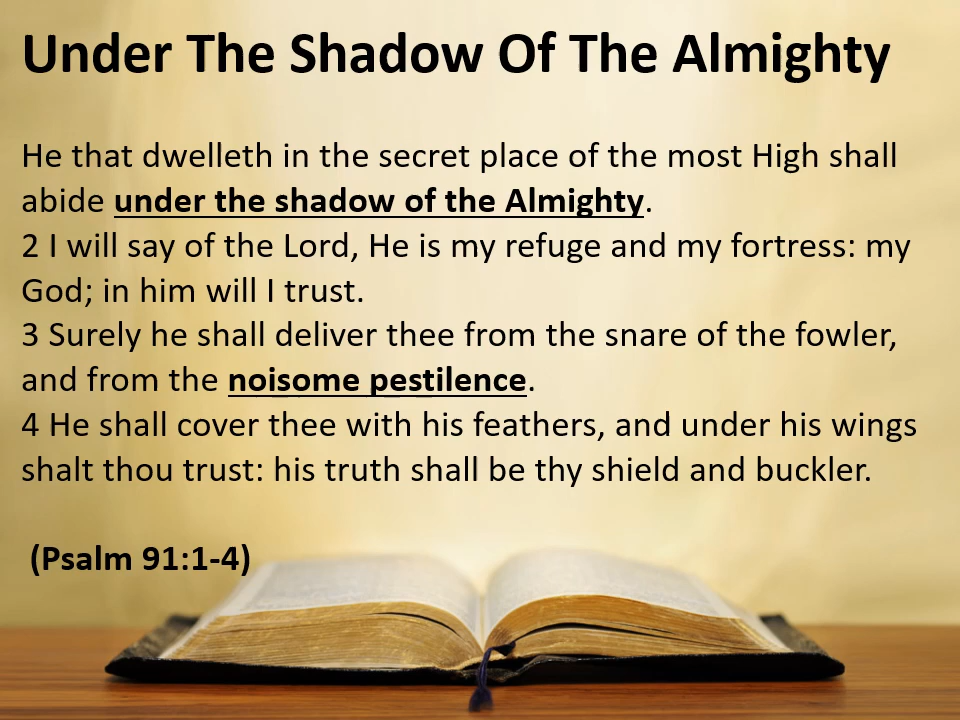 Under The Shadow Of The Almighty
He that dwelleth in the secret place of the most High shall
abide under the shadow of the Almighty.
2 I will say of the Lord, He is my refuge and my fortress: my
God; in him will I trust.
3 Surely he shall deliver thee from the snare of the fowler,
and from the noisome pestilence.
4 He shall cover thee with his feathers, and under his wings
shalt thou trust: his truth shall be thy shield and buckler.
(Psalm 91:1-4)